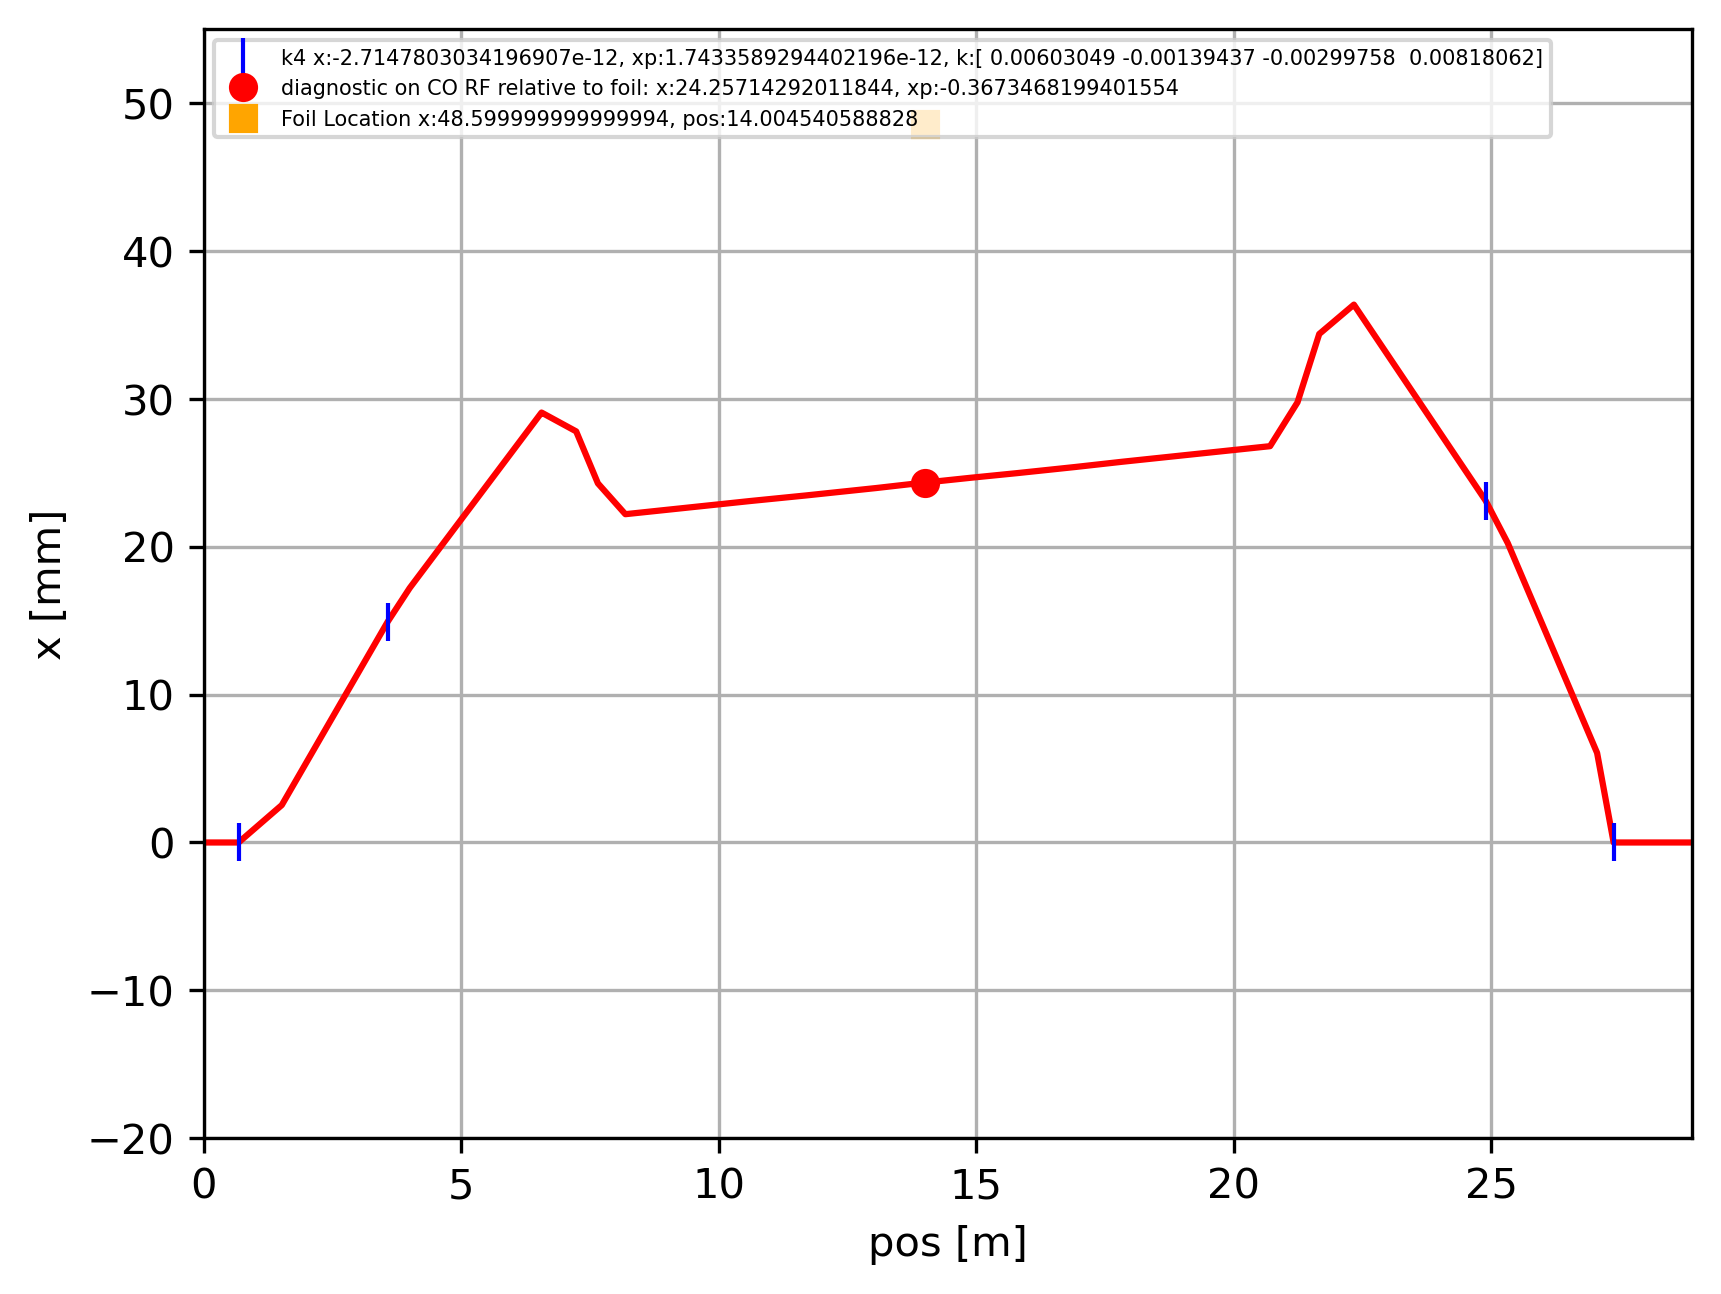 k4 x:-2.7147803034196907e-12, xp:1.7433589294402196e-12, k:[ 0.00603049 -0.00139437 -0.00299758  0.00818062]
diagnostic on CO RF relative to foil: x:24.25714292011844, xp:-0.3673468199401554
Foil Location x:48.599999999999994, pos:14.004540588828
50
40
30
20
10
0
−10
−20
x [mm]
0 5 10 15 20 25
pos [m]